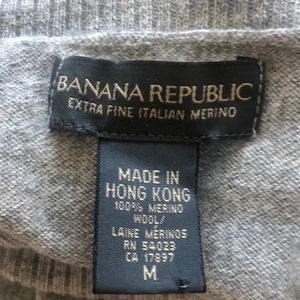 BANANA REPUBLIC
EXTRA FINE ITALIAN MERINO
MADE IN
HONG KONG
100% MERINO
WOOL/
LAINE MERINOS
RN 54023
CA 17897
M